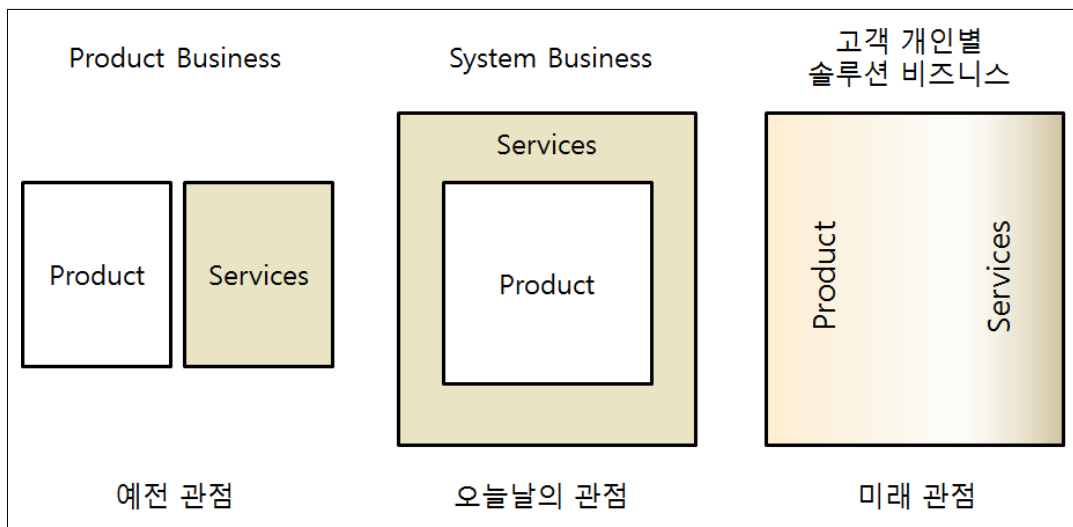 Product Business
System Business
고객 개인별
솔루션 비즈니스
Product
Services
Services
Product
Product
Services
예전 관점
오늘날의 관점
미래 관점